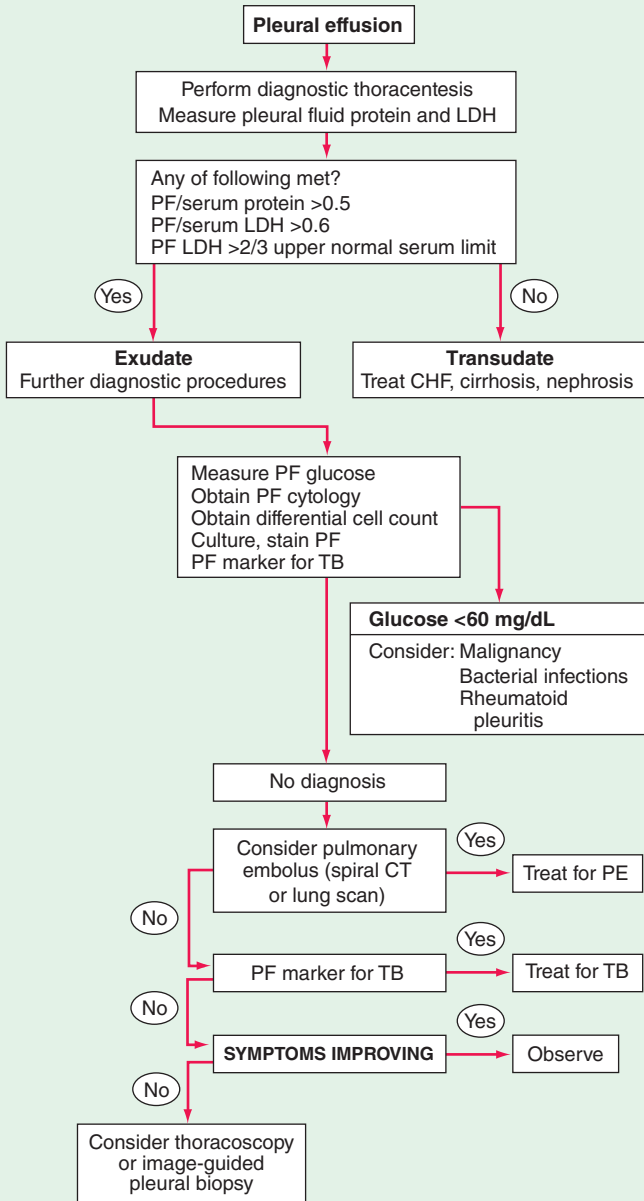 Pleural effusion
Perform diagnostic thoracentesis
Measure pleural fluid protein and LDH
Any of following met?
PF/serum protein >0.5
PF/serum LDH >0.6
PF LDH >2/3 upper normal serum limit
Yes
No
Exudate
Further diagnostic procedures
Transudate
Treat CHF, cirrhosis, nephrosis
Measure PF glucose
Obtain PF cytology
Obtain differential cell count
Culture, stain PF
PF marker for TB
Glucose <60 mg/dL
Consider: Malignancy
Bacterial infections
Rheumatoid
pleuritis
No diagnosis
Consider pulmonary
embolus (spiral CT
or lung scan)
Yes
Treat for PE
No
PF marker for TB
Yes
Treat for TB
No
SYMPTOMS IMPROVING
Yes
Observe
No
Consider thoracoscopy
or image-guided
pleural biopsy